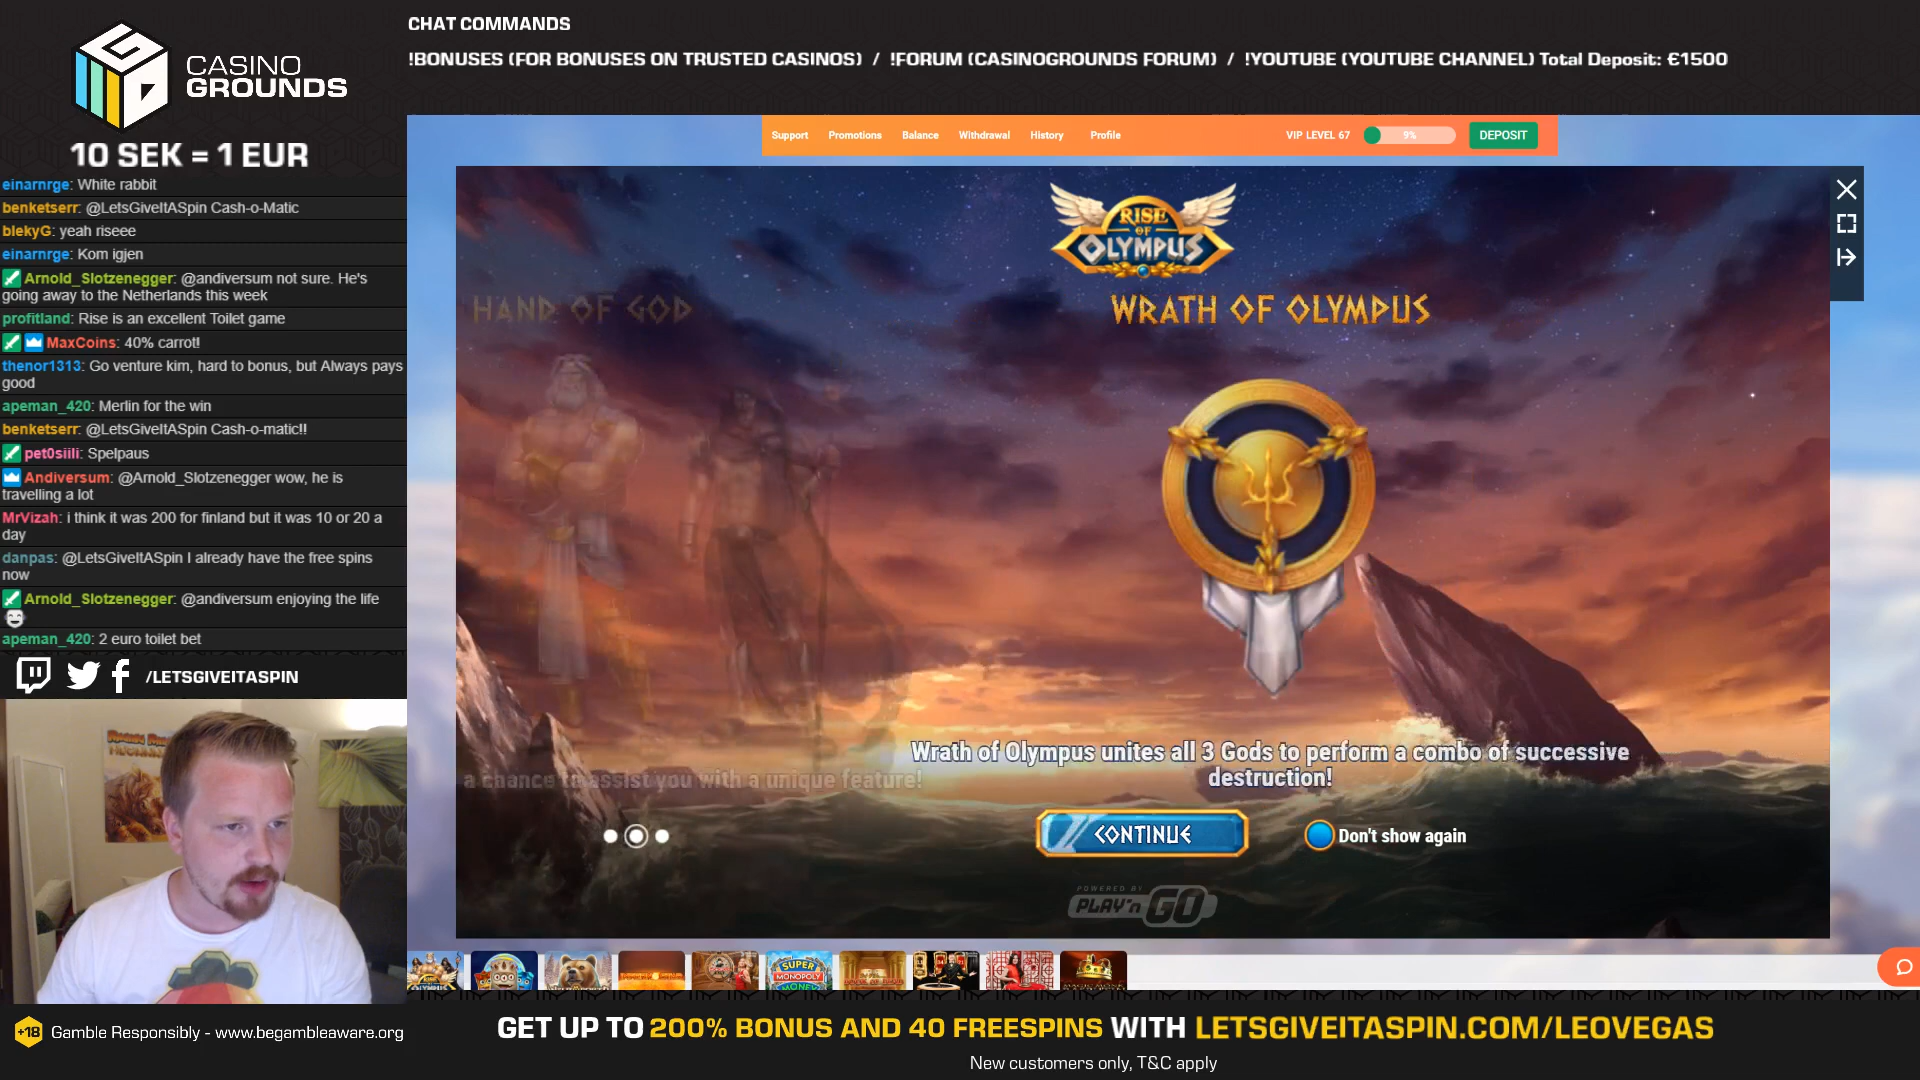 CASINO
GROUNDS
10 SEK = 1 EUR
CHAT COMMANDS
!BONUSES (FOR BONUSES ON TRUSTED CASINOS) / !FORUM (CASINOGROUNDS FORUM) / !YOUTUBE (YOUTUBE CHANNEL) Total Deposit: €1500
einarnrge: White rabbit
benketserr: @LetsGiveItASpin Cash-o-Matic
blekyG: yeah riseee
einarnrge: Kom igjen
Arnold_Slotzenegger: @andiversum not sure. He's
going away to the Netherlands this week
profitland: Rise is an excellent Toilet game
MaxCoins: 40% carrot!
thenor1313: Go venture kim, hard to bonus, but Always pays
good
apeman_420: Merlin for the win
benketserr: @LetsGiveItASpin Cash-o-matic!!
pet0siili: Spelpaus
Andiversum: @Arnold_Slotzenegger wow, he is
travelling a lot
MrVizah: i think it was 200 for finland but it was 10 or 20 a
day
danpas: @LetsGiveItASpin I already have the free spins
now
Arnold_Slotzenegger: @andiversum enjoying the life
apeman_420: 2 euro toilet bet
/LETSGIVEITASPIN
Support Promotions Balance Withdrawal History Profile VIP LEVEL 67 9% DEPOSIT
RISE
OF
OLYMPUS
HAND OF GOD
WRATH OF OLYMPUS
Wrath of Olympus unites all 3 Gods to perform a combo of successive
destruction!
a chance t assist you with a unique feature!
CONTINUE
Don't show again
POWERED BY
PLAY'n GO
OLYMPUS
SUPER
MONOPOLY
MONEY
+18 Gamble Responsibly - www.begambleaware.org
GET UP TO 200% BONUS AND 40 FREESPINS WITH LETSGIVEITASPIN.COM/LEOVEGAS
New customers only, T&C apply